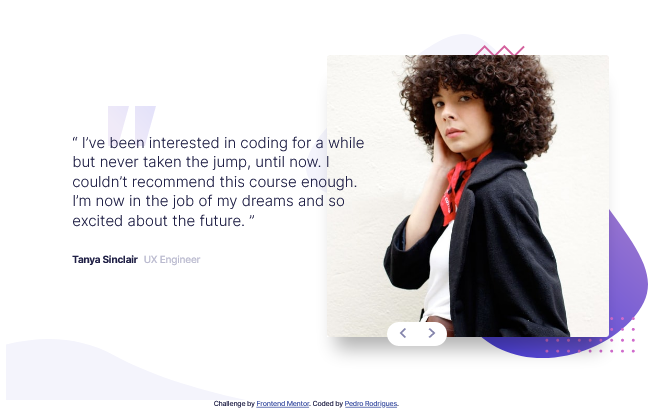 “ I’ve been interested in coding for a while
but never taken the jump, until now. I
couldn’t recommend this course enough.
I’m now in the job of my dreams and so
excited about the future. ”
Tanya Sinclair UX Engineer
Challenge by Frontend Mentor. Coded by Pedro Rodrigues.